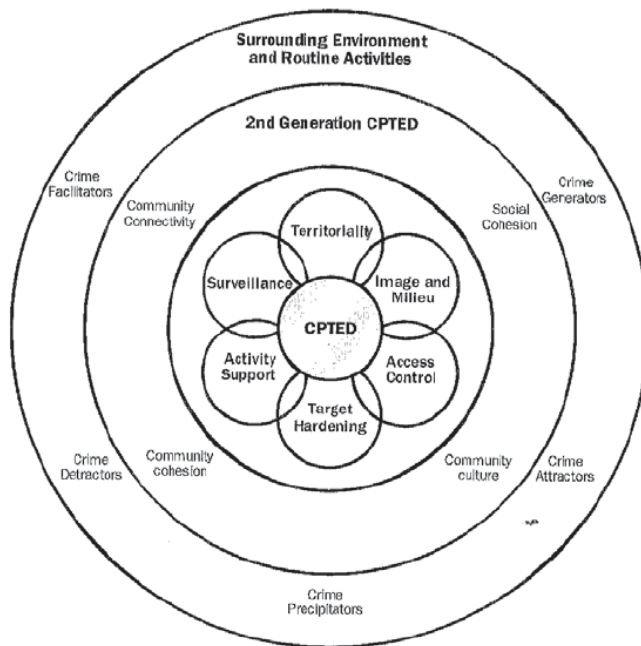 Surrounding Environment
and Routine Activities
2nd Generation CPTED
Crime
Facilitators
Crime
Generators
Community
Connectivity
Social
Cohesion
Territoriality
Surveillance
Image and
Milieu
CPTED
Activity
Support
Access
Control
Target
Hardening
Community
cohesion
Community
culture
Crime
Detractors
Crime
Attractors
Crime
Precipitators